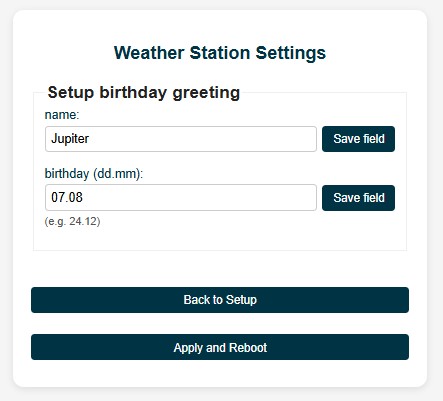 Weather Station Settings
Setup birthday greeting
name:
Jupiter
Save field
birthday (dd.mm):
07.08
Save field
(e.g. 24.12)
Back to Setup
Apply and Reboot